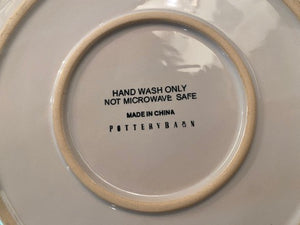 HAND WASH ONLY
NOT MICROWAVE SAFE
MADE IN CHINA
POTTERYBARN